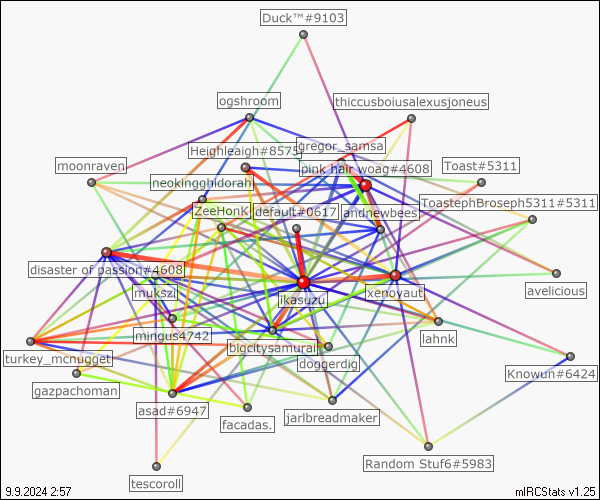 Duck™#9103
ogshroom
thiccusboiusalexusjoneus
gregor_samsa
Heighleigh#8575
moonraven
pink hair woag#4608
Toast#5311
neokingghidorah
ToastephBroseph5311#5311
ZeeHonK
default#0617
andnewbees
disaster of passion#4608
mukszi
ikasuzu
xenoyaut
avelicious
mingus4742
lahnk
bigcitysamurai
turkey_mcnugget
doggerdig
Knowun#6424
gazpachoman
asad#6947
facadas.
jarlbreadmaker
Random Stuf6#5983
tescoroll
9.9.2024 2:57
mIRCStats v1.25